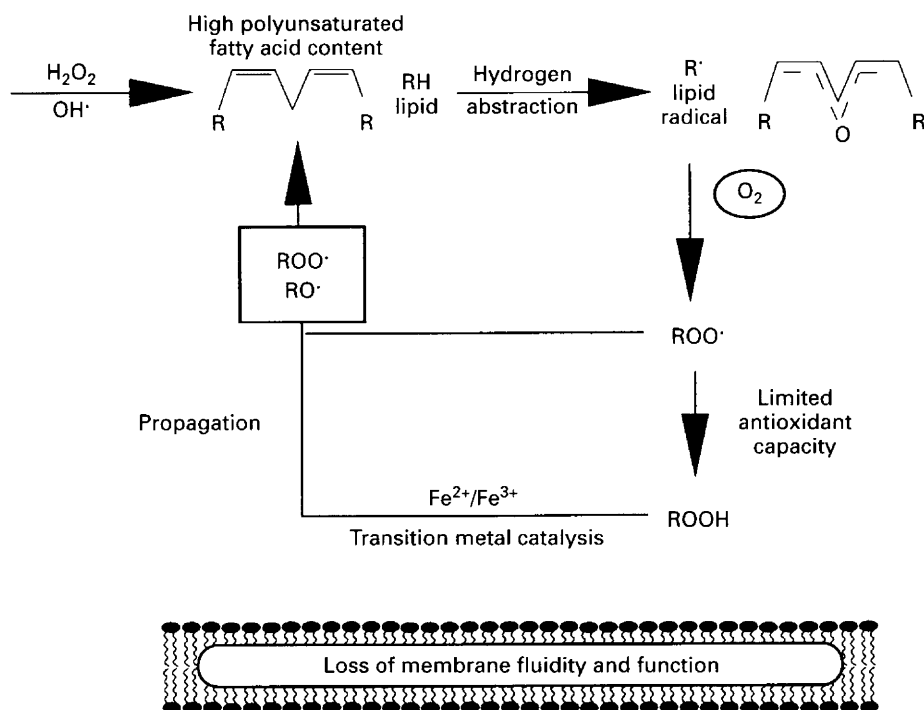 High polyunsaturated
fatty acid content
H₂O₂
OH·
R
R
RH
lipid
Hydrogen
abstraction
R·
lipid
radical
R
O
R
O₂
ROO·
RO·
ROO·
Propagation
Limited
antioxidant
capacity
Fe²⁺/Fe³⁺
Transition metal catalysis
ROOH
Loss of membrane fluidity and function